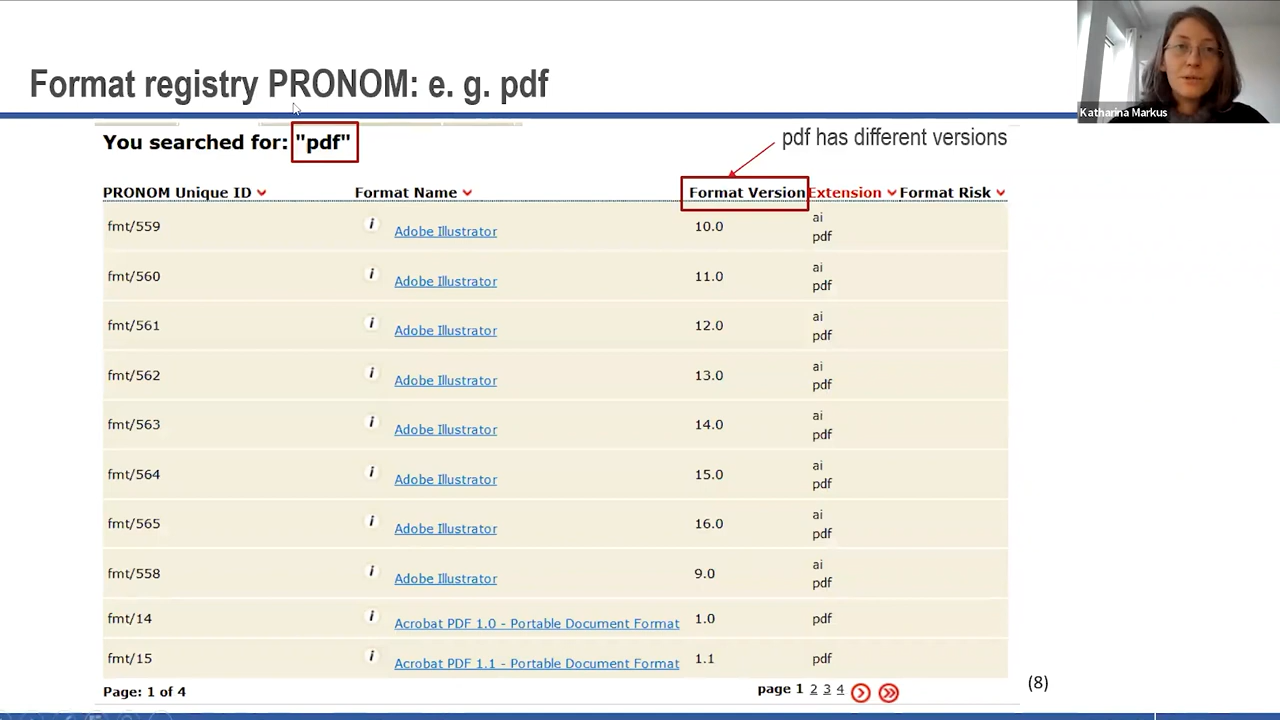 Format registry PRONOM: e. g. pdf
Katharina Markus
You searched for: "pdf"
pdf has different versions
PRONOM Unique ID Format Name Format Version Extension Format Risk
fmt/559 i Adobe Illustrator 10.0 ai pdf
fmt/560 i Adobe Illustrator 11.0 ai pdf
fmt/561 i Adobe Illustrator 12.0 ai pdf
fmt/562 i Adobe Illustrator 13.0 ai pdf
fmt/563 i Adobe Illustrator 14.0 ai pdf
fmt/564 i Adobe Illustrator 15.0 ai pdf
fmt/565 i Adobe Illustrator 16.0 ai pdf
fmt/558 i Adobe Illustrator 9.0 ai pdf
fmt/14 i Acrobat PDF 1.0 - Portable Document Format 1.0 pdf
fmt/15 i Acrobat PDF 1.1 - Portable Document Format 1.1 pdf
Page: 1 of 4 page 1 2 3 4
(8)